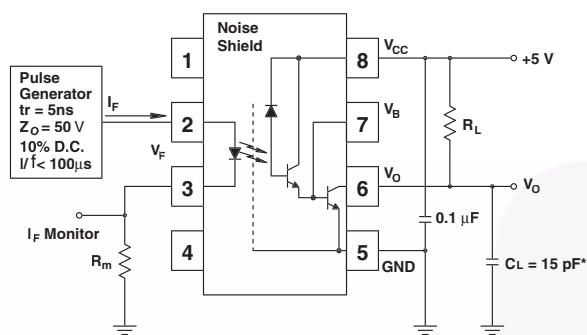 Noise
Shield
1
2
3
4
8
7
6
5
VCC
VB
VO
GND
Pulse
Generator
tr = 5ns
ZO = 50 V
10% D.C.
I/f < 100μs
IF
VF
IF Monitor
Rm
+5 V
RL
VO
0.1 μF
CL = 15 pF*